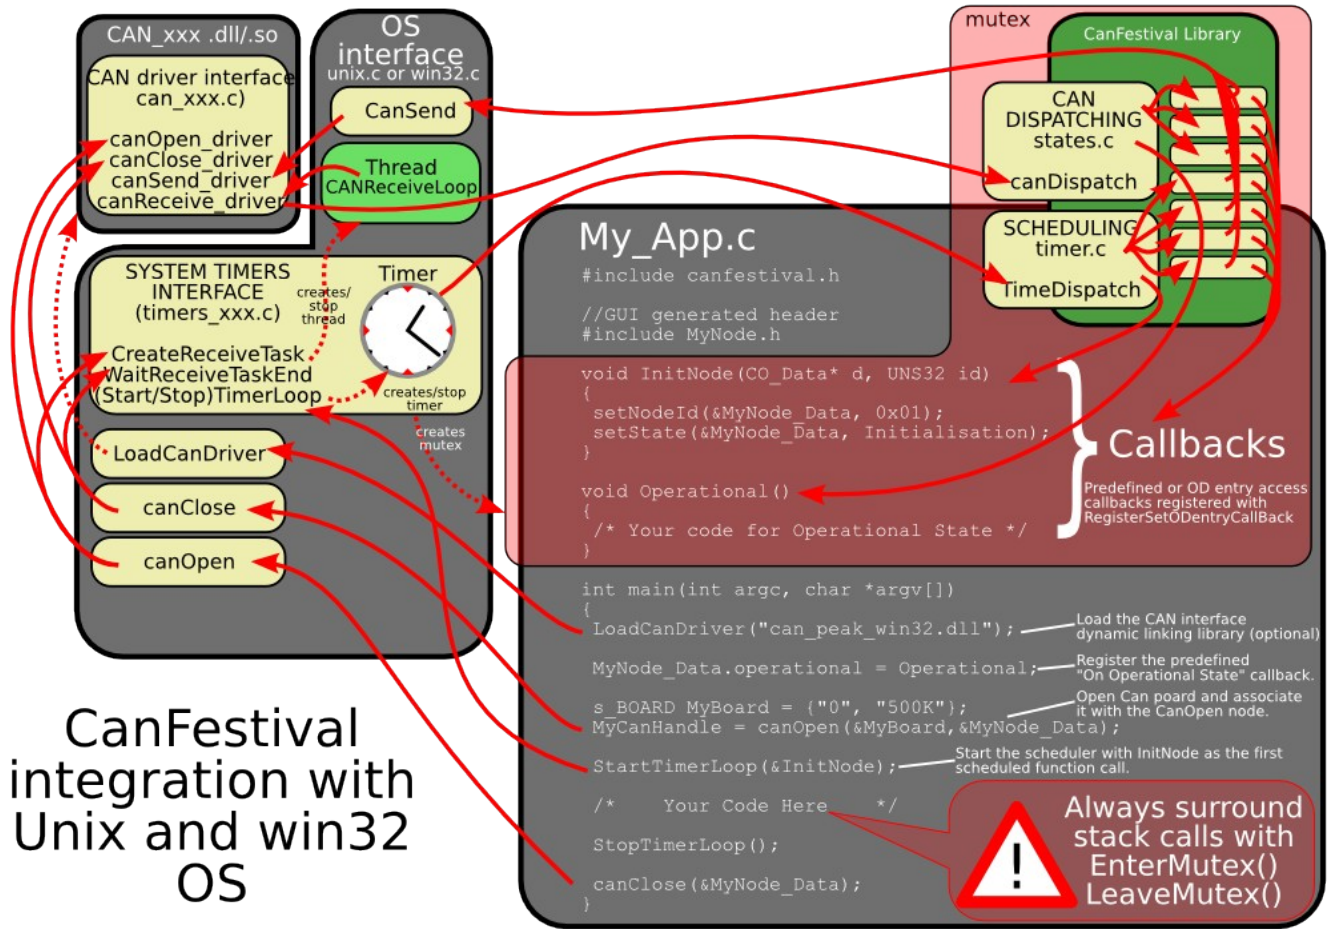 CAN_xxx .dll/.so
CAN driver interface
can_xxx.c)
canOpen_driver
canClose_driver
canSend_driver
canReceive_driver
OS
interface
unix.c or win32.c
CanSend
Thread
CANReceiveLoop
SYSTEM TIMERS
INTERFACE
(timers_xxx.c)
creates/
stop
thread
Timer
CreateReceiveTask
WaitReceiveTaskEnd
(Start/Stop)TimerLoop
creates/stop
timer
creates
mutex
LoadCanDriver
canClose
canOpen
CanFestival
integration with
Unix and win32
OS
mutex
CanFestival Library
CAN
DISPATCHING
states.c
canDispatch
SCHEDULING
timer.c
TimeDispatch
My_App.c
#include canfestival.h
//GUI generated header
#include MyNode.h
void InitNode(CO_Data* d, UNS32 id)
{
setNodeId(&MyNode_Data, 0x01);
setState(&MyNode_Data, Initialisation);
}
void Operational()
{
/* Your code for Operational State */
}
}
Callbacks
Predefined or OD entry access
callbacks registered with
RegisterSetODentryCallBack
int main(int argc, char *argv[])
{
LoadCanDriver("can_peak_win32.dll");
Load the CAN interface
dynamic linking library (optional)
MyNode_Data.operational = Operational;
Register the predefined
"On Operational State" callback.
s_BOARD MyBoard = {"0", "500K"};
MyCanHandle = canOpen(&MyBoard,&MyNode_Data);
Open Can poard and associate
it with the CanOpen node.
StartTimerLoop(&InitNode);
Start the scheduler with InitNode as the first
scheduled function call.
/* Your Code Here */
StopTimerLoop();
canClose(&MyNode_Data);
}
!
Always surround
stack calls with
EnterMutex()
LeaveMutex()